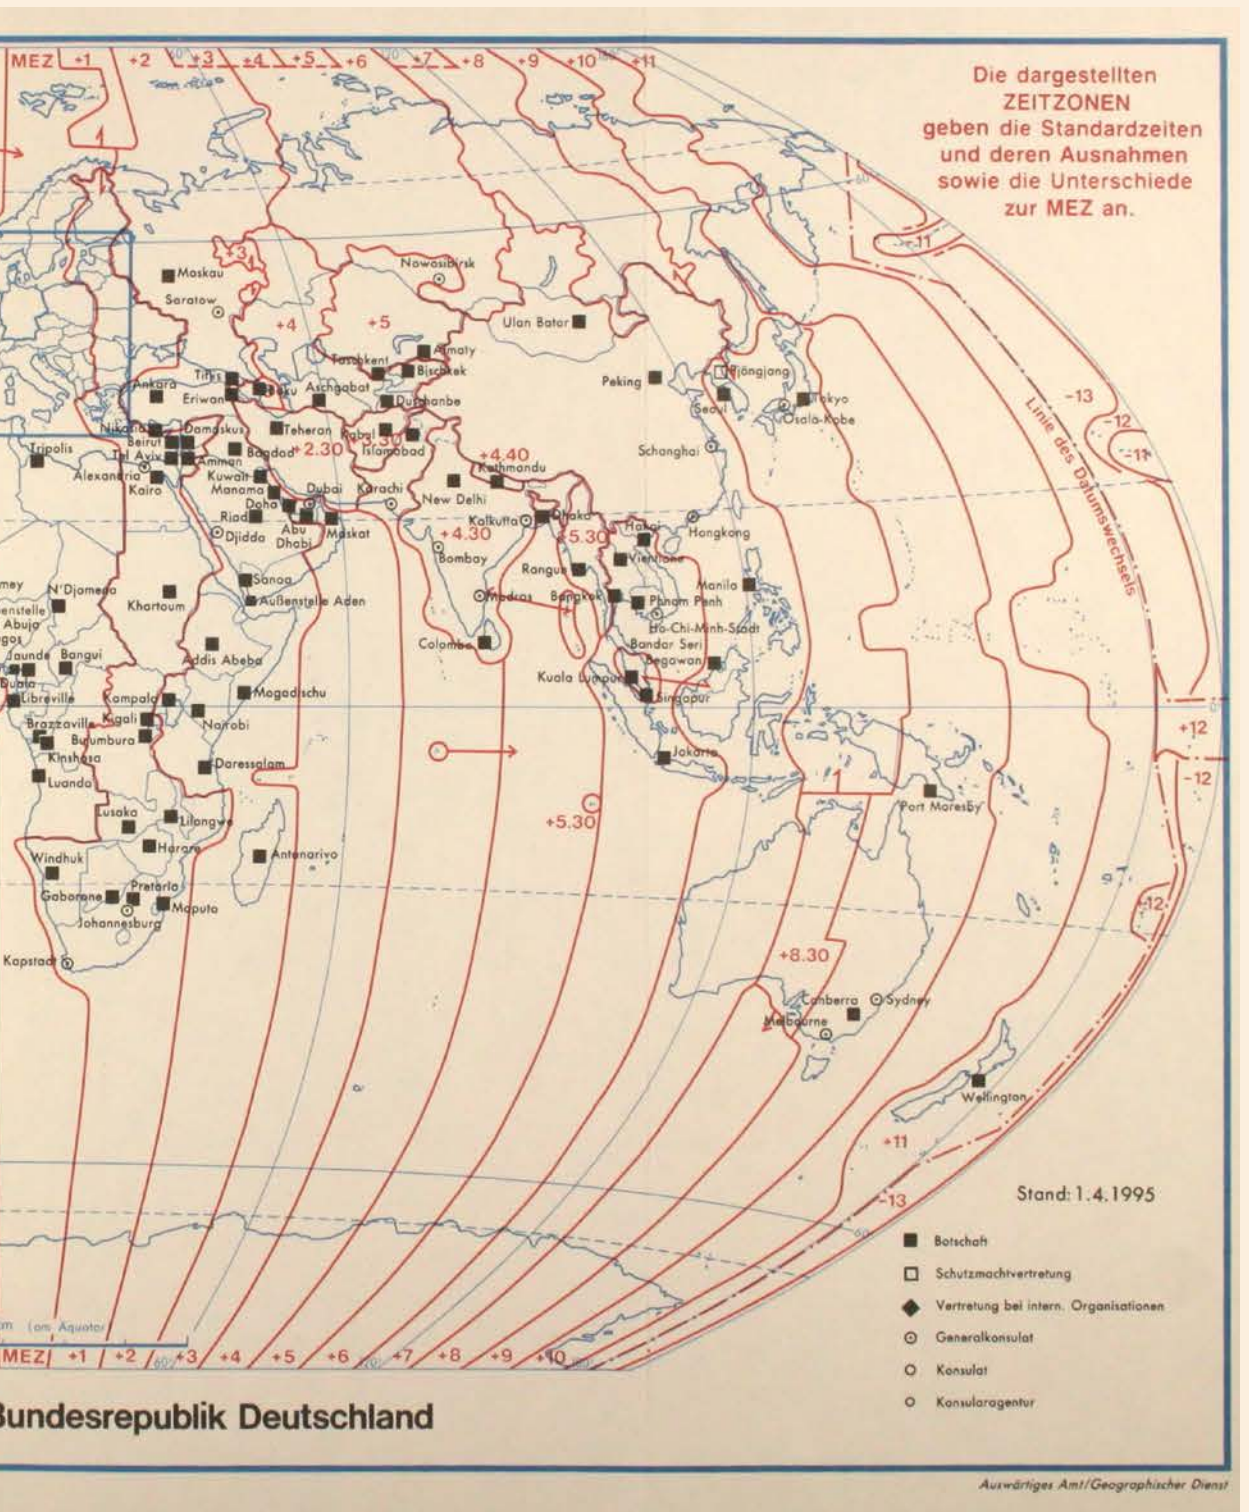 MEZ +1 +2 +3 +4 +5 +6 +7 +8 +9 +10 +11
Die dargestellten
ZEITZONEN
geben die Standardzeiten
und deren Ausnahmen
sowie die Unterschiede
zur MEZ an.
-11
+3
Moskau
Nowosibirsk
Saratow
+4
+5
Ulan Bator
Taschkent
Almaty
Bischkek
Tiflis
Baku
Aschgabat
Duschanbe
Ankara
Eriwan
Peking
Pjöngjang
Seoul
Tokyo
Osaka-Kobe
-13
-12
-11
Linie des Datumswechsels
Nikosia
Damaskus
Teheran
Kabul
Beirut
Tripolis
Tel Aviv
Bagdad
+2.30
Islamabad
Schanghai
Amman
Alexandria
Kuwait
+4.40
Kathmandu
Kairo
Manama
Dubai
Karachi
New Delhi
Doha
Riad
Abu
Dhabi
Maskat
Kalkutta
Dhaka
Djidda
+4.30
+5.30
Hanoi
Hongkong
Bombay
Vientiane
Rangun
Sanaa
Manila
N'Djamena
Khartoum
Außenstelle Aden
Madras
Bangkok
Phnom Penh
Abuja
Ho-Chi-Minh-Stadt
Colombo
Bandar Seri
Begawan
Jaunde
Bangui
Addis Abeba
Kuala Lumpur
Duala
Libreville
Kampala
Mogadischu
Singapur
Brazzaville
Kigali
Nairobi
+12
Bujumbura
Kinshasa
Jakarta
Daressalam
-12
Luanda
Port Moresby
Lusaka
Lilongwe
+5.30
Harare
Antanarivo
Windhuk
Pretoria
Gaborone
Maputo
+12
Johannesburg
Kapstadt
+8.30
Canberra
Sydney
Melbourne
Wellington
+11
-13
Stand: 1.4.1995
Botschaft
Schutzmachtvertretung
Vertretung bei intern. Organisationen
Generalkonsulat
Konsulat
Konsularagentur
(am Äquator
MEZ +1 +2 +3 +4 +5 +6 +7 +8 +9 +10
Bundesrepublik Deutschland
Auswärtiges Amt/Geographischer Dienst